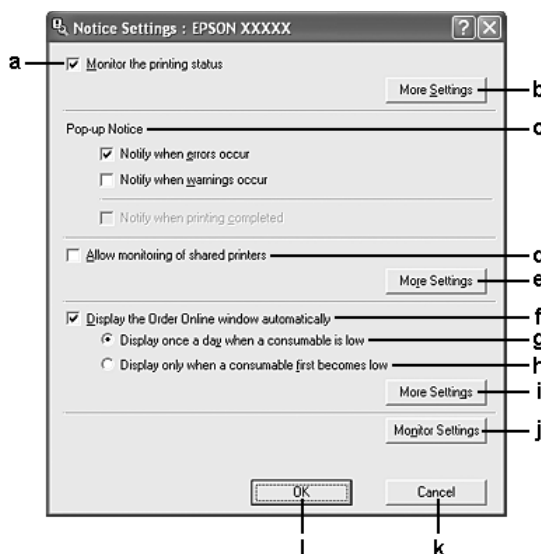 Notice Settings : EPSON XXXXX
a
Monitor the printing status
More Settings
b
Pop-up Notice
c
Notify when errors occur
Notify when warnings occur
Notify when printing completed
Allow monitoring of shared printers
d
More Settings
e
Display the Order Online window automatically
f
Display once a day when a consumable is low
g
Display only when a consumable first becomes low
h
More Settings
i
Monitor Settings
j
OK
Cancel
l
k